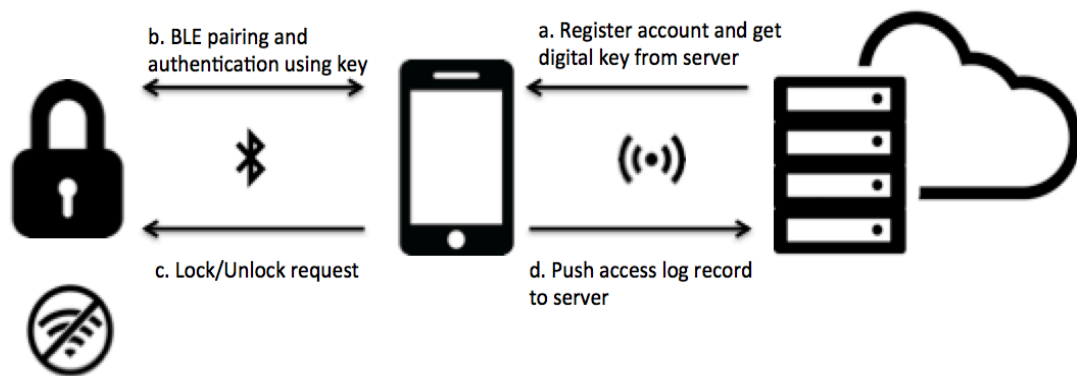 b. BLE pairing and
authentication using key
a. Register account and get
digital key from server
c. Lock/Unlock request
d. Push access log record
to server